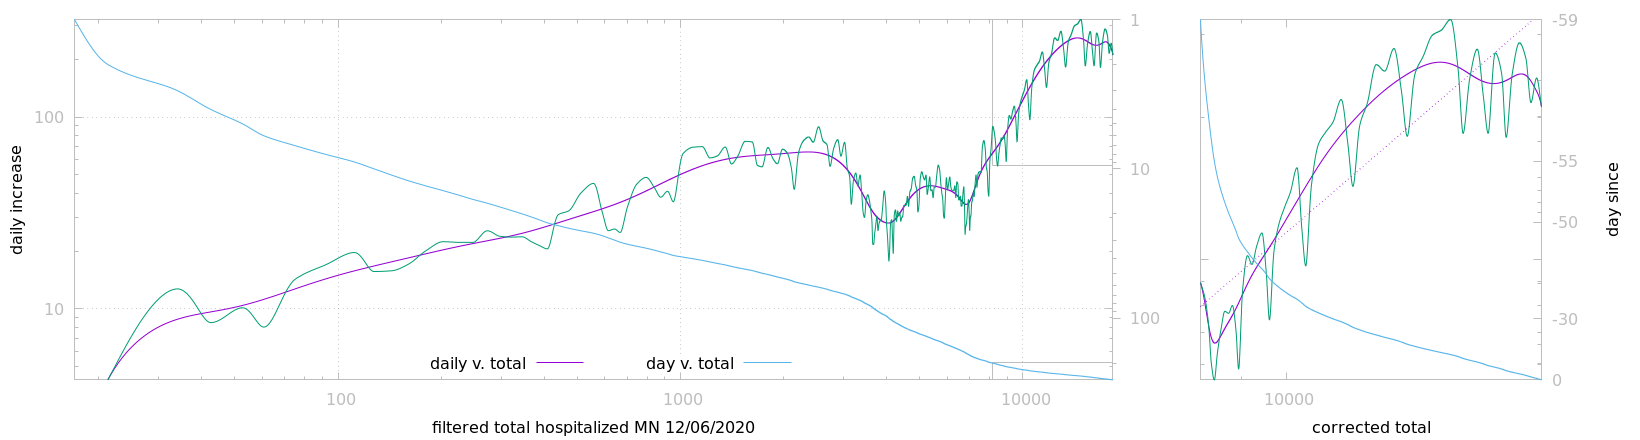 daily increase
100
10
daily v. total
day v. total
100
1000
10000
filtered total hospitalized MN 12/06/2020
1
10
100
10000
corrected total
-59
-55
-50
-30
0
day since